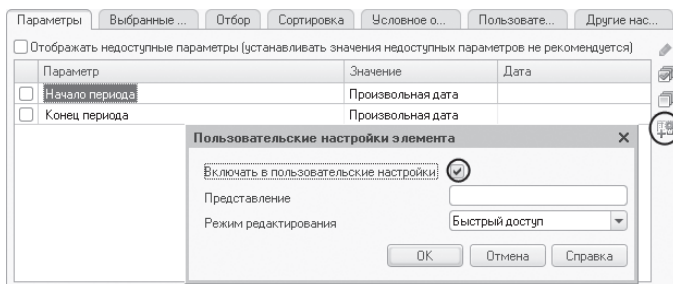 Параметры Выбранные ... Отбор Сортировка Условное о... Пользовате... Другие нас...
Отображать недоступные параметры (устанавливать значения недоступных параметров не рекомендуется)
Параметр Значение Дата
Начало периода Произвольная дата
Конец периода Произвольная дата
Пользовательские настройки элемента
Включать в пользовательские настройки
Представление
Режим редактирования Быстрый доступ
ОК Отмена Справка